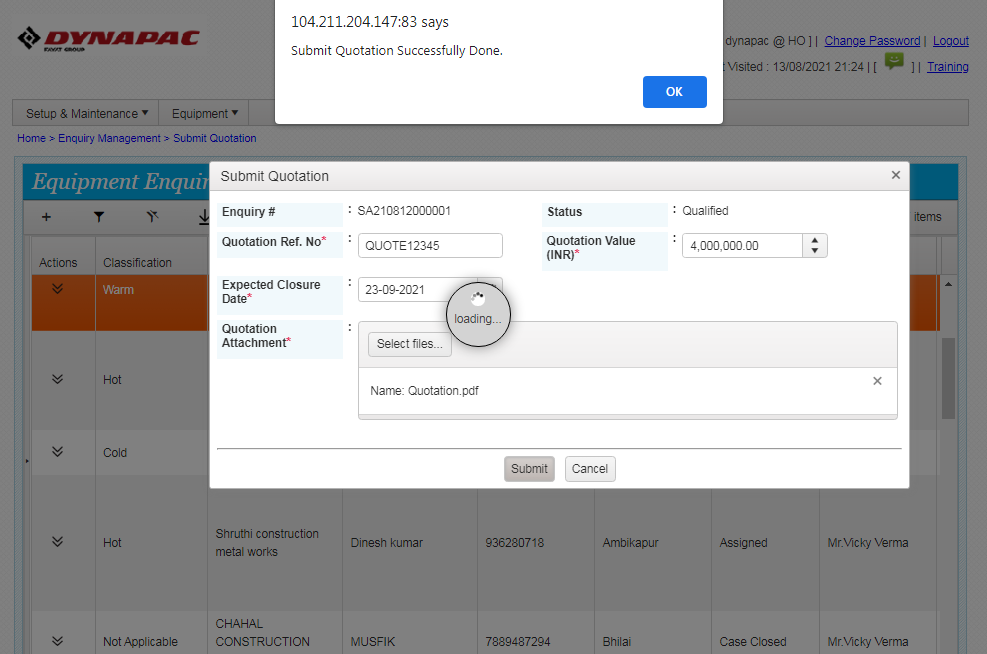 104.211.204.147:83 says
Submit Quotation Successfully Done.
OK
DYNAPAC
FAYAT GROUP
dynapac @ HO ] | Change Password | Logout
Visited : 13/08/2021 21:24 | [ ] | Training
Setup & Maintenance Equipment
Home > Enquiry Management > Submit Quotation
Equipment Enquir
items
Submit Quotation
Enquiry # : SA210812000001 Status : Qualified
Quotation Ref. No* : QUOTE12345 Quotation Value (INR)* : 4,000,000.00
Expected Closure Date* : 23-09-2021
loading...
Quotation Attachment* : Select files...
Name: Quotation.pdf
Submit Cancel
Actions Classification
Warm
Hot
Cold
Hot Shruthi construction metal works Dinesh kumar 936280718 Ambikapur Assigned Mr.Vicky Verma
Not Applicable CHAHAL CONSTRUCTION MUSFIK 7889487294 Bhilai Case Closed Mr.Vicky Verma